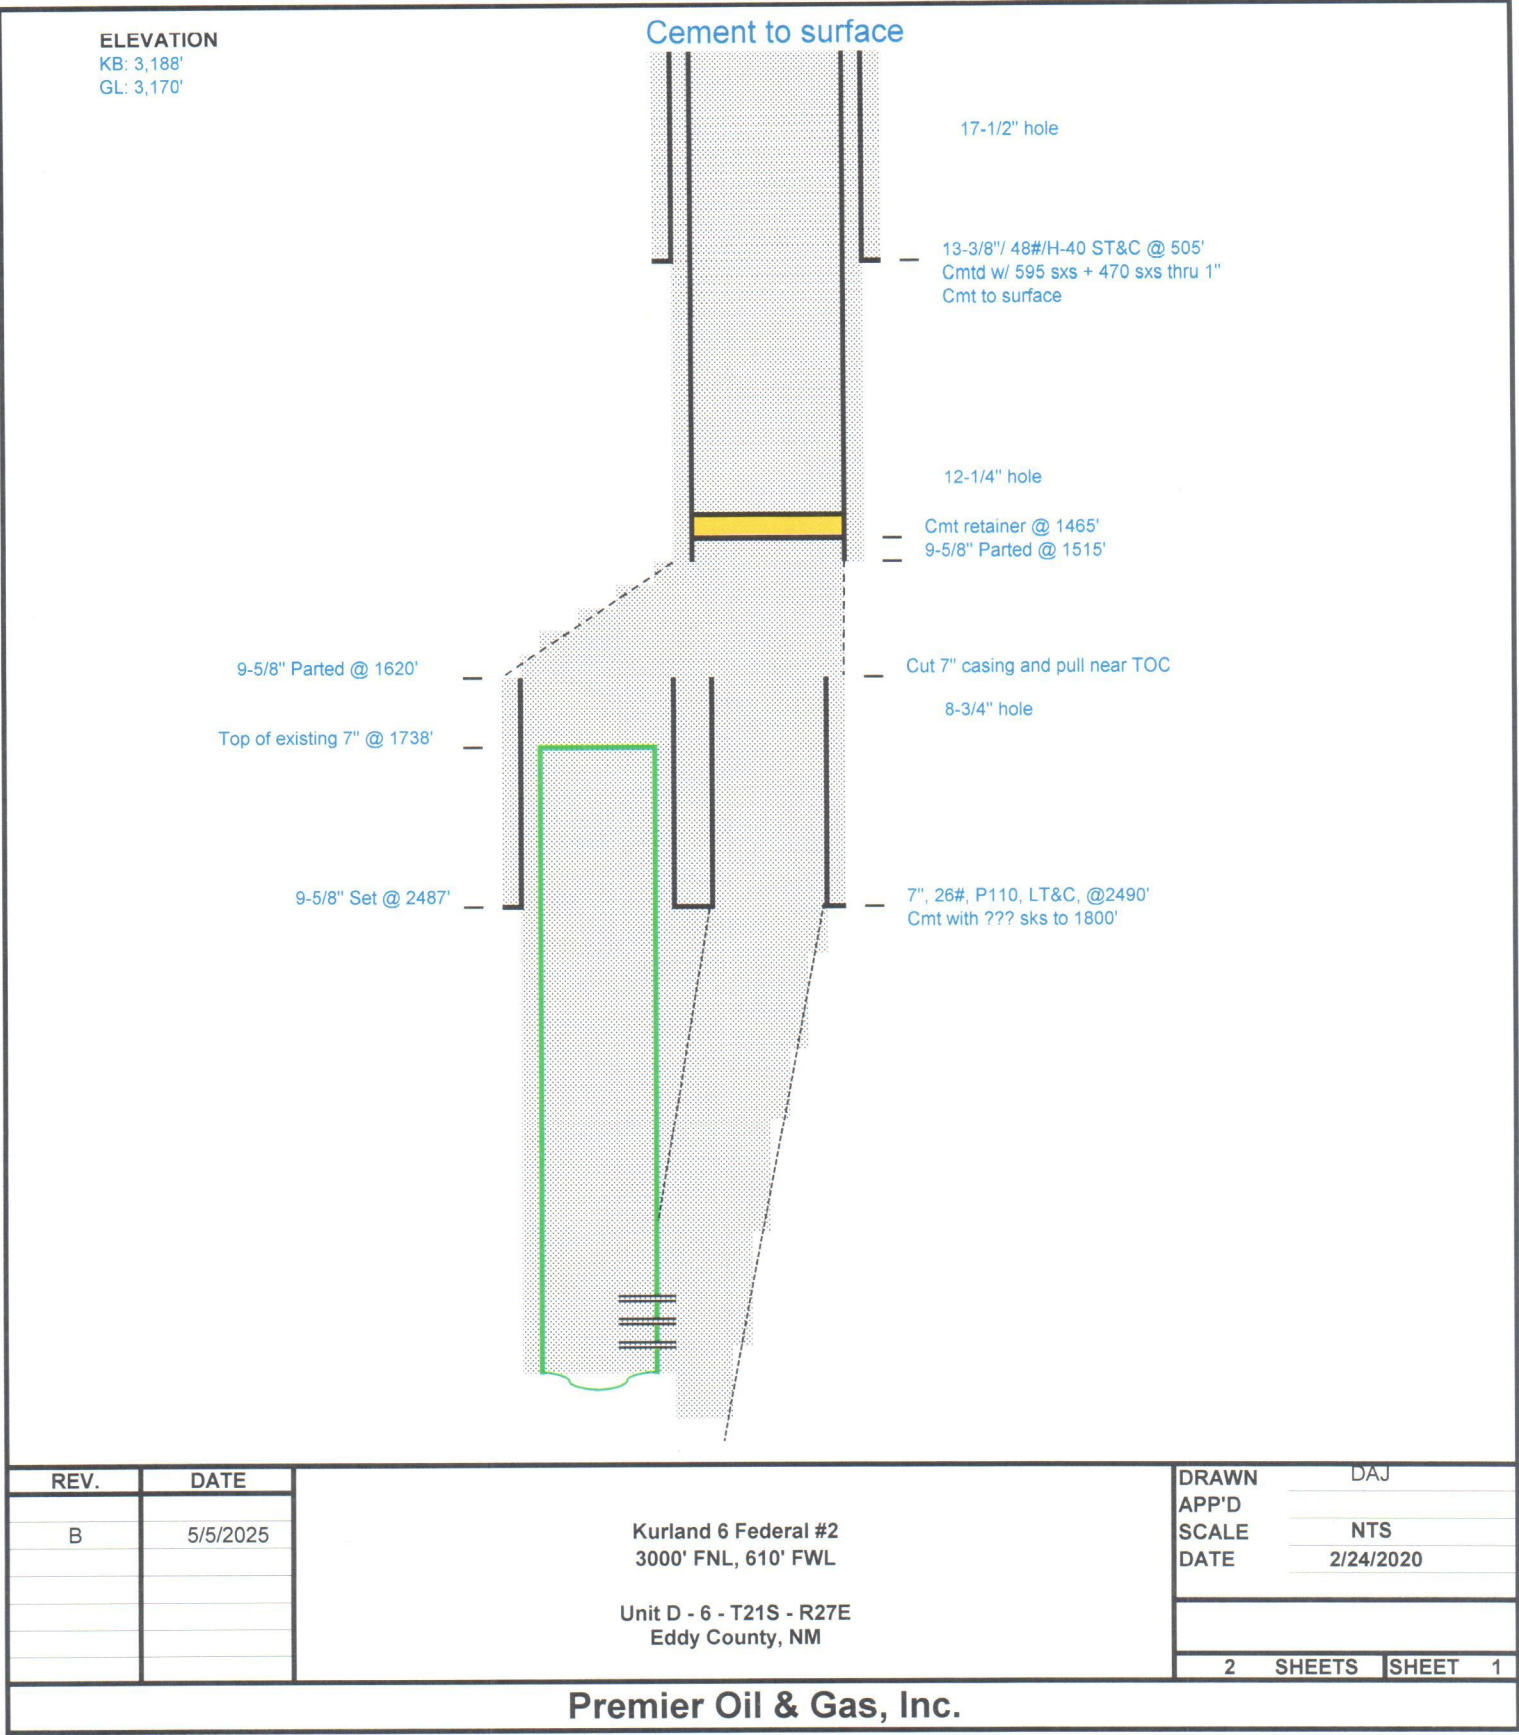 Cement to surface
ELEVATION
KB: 3,188'
GL: 3,170'
17-1/2" hole
13-3/8"/ 48#/H-40 ST&C @ 505'
Cmtd w/ 595 sxs + 470 sxs thru 1"
Cmt to surface
12-1/4" hole
Cmt retainer @ 1465'
9-5/8" Parted @ 1515'
9-5/8" Parted @ 1620'
Cut 7" casing and pull near TOC
8-3/4" hole
Top of existing 7" @ 1738'
9-5/8" Set @ 2487'
7", 26#, P110, LT&C, @2490'
Cmt with ??? sks to 1800'
REV. DATE
B 5/5/2025
Kurland 6 Federal #2
3000' FNL, 610' FWL
Unit D - 6 - T21S - R27E
Eddy County, NM
DRAWN DAJ
APP'D
SCALE NTS
DATE 2/24/2020
2 SHEETS SHEET 1
Premier Oil & Gas, Inc.